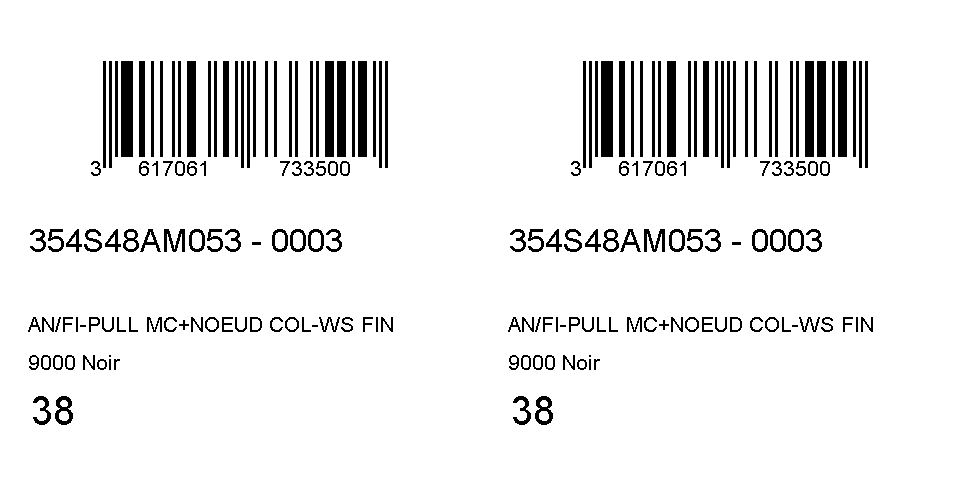 3 617061 733500
354S48AM053 - 0003
AN/FI-PULL MC+NOEUD COL-WS FIN
9000 Noir
38
3 617061 733500
354S48AM053 - 0003
AN/FI-PULL MC+NOEUD COL-WS FIN
9000 Noir
38